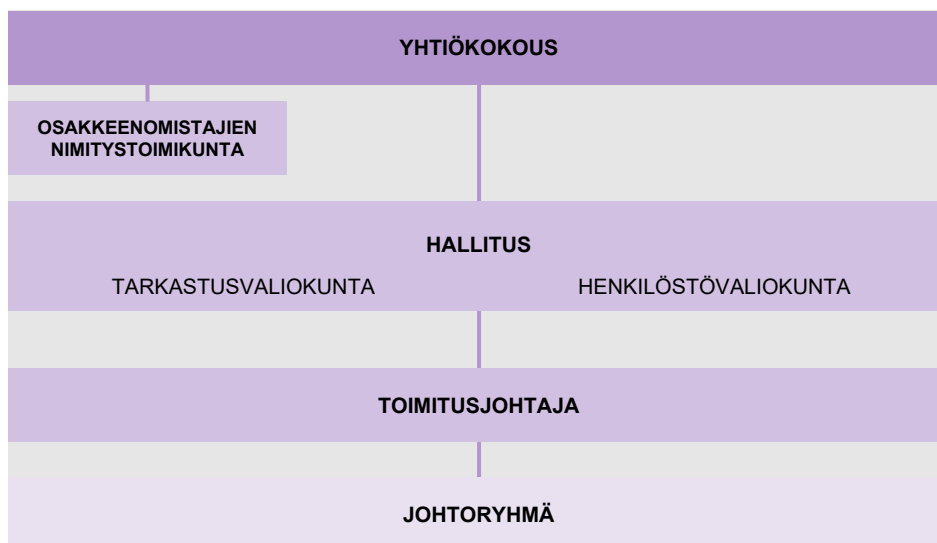 YHTIÖKOKOUS
OSAKKEENOMISTAJIEN
NIMITYSTOIMIKUNTA
HALLITUS
TARKASTUSVALIOKUNTA
HENKILÖSTÖVALIOKUNTA
TOIMITUSJOHTAJA
JOHTORYHMÄ